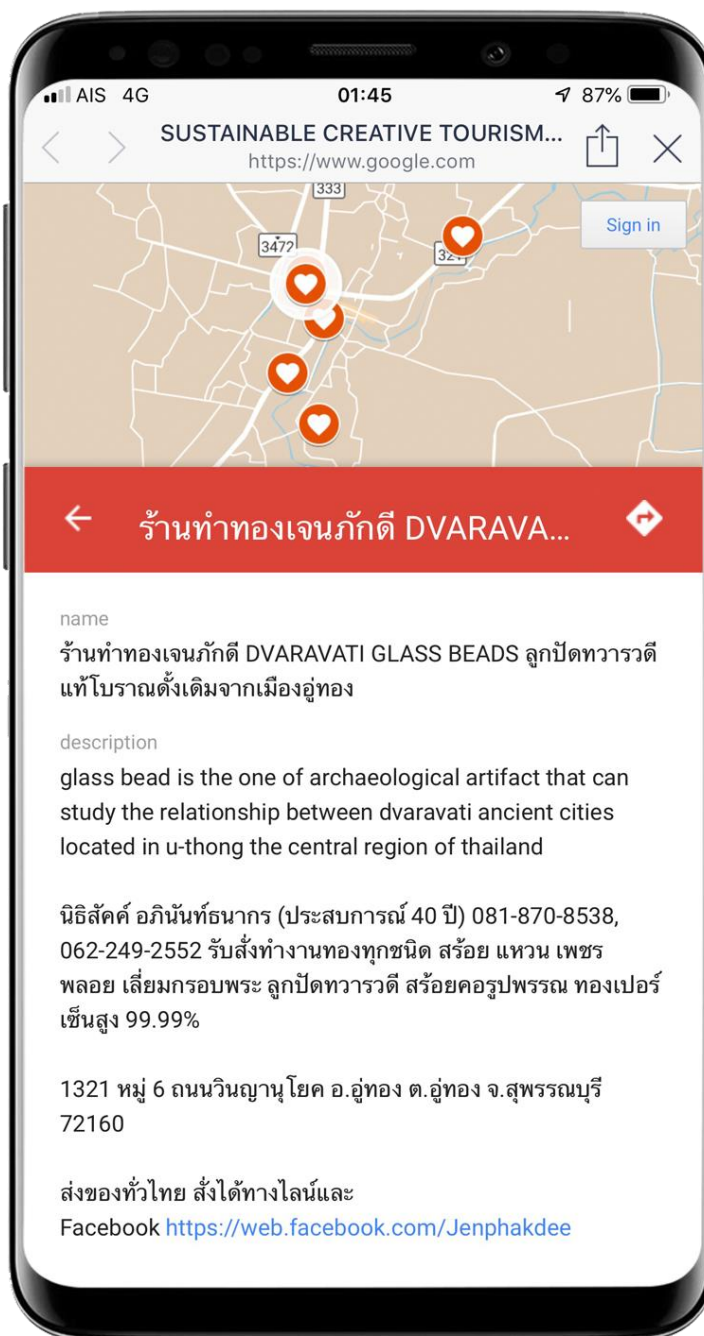 AIS 4G 01:45 87%
SUSTAINABLE CREATIVE TOURISM...
https://www.google.com
333
Sign in
3472
ร้านทำทองเจนภักดี DVARAVA...
name
ร้านทำทองเจนภักดี DVARAVATI GLASS BEADS ลูกปัดทวารวดี
แท้โบราณดั้งเดิมจากเมืองอู่ทอง
description
glass bead is the one of archaeological artifact that can
study the relationship between dvaravati ancient cities
located in u-thong the central region of thailand
นิธิสัคค์ อภินันท์ธนากร (ประสบการณ์ 40 ปี) 081-870-8538,
062-249-2552 รับสั่งทำงานทองทุกชนิด สร้อย แหวน เพชร
พลอย เลี่ยมกรอบพระ ลูกปัดทวารวดี สร้อยคอรูปพรรณ ทองเปอร์
เซ็นสูง 99.99%
1321 หมู่ 6 ถนนวินญานุโยค อ.อู่ทอง ต.อู่ทอง จ.สุพรรณบุรี
72160
ส่งของทั่วไทย สั่งได้ทางไลน์และ
Facebook https://web.facebook.com/Jenphakdee